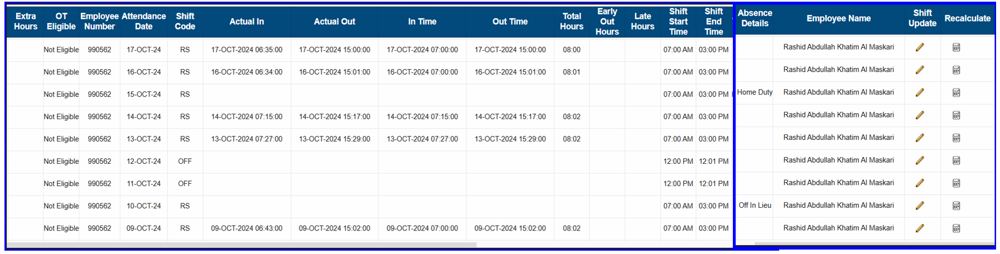 Extra Hours OT Eligible Employee Number Attendance Date Shift Code Actual In Actual Out In Time Out Time Total Hours Early Out Hours Late Hours Shift Start Time Shift End Time Absence Details Employee Name Shift Update Recalculate
Not Eligible 990562 17-OCT-24 RS 17-OCT-2024 06:35:00 17-OCT-2024 15:00:00 17-OCT-2024 07:00:00 17-OCT-2024 15:00:00 08:00 07:00 AM 03:00 PM Rashid Abdullah Khatim Al Maskari
Not Eligible 990562 16-OCT-24 RS 16-OCT-2024 06:34:00 16-OCT-2024 15:01:00 16-OCT-2024 07:00:00 16-OCT-2024 15:01:00 08:01 07:00 AM 03:00 PM Rashid Abdullah Khatim Al Maskari
Not Eligible 990562 15-OCT-24 RS 07:00 AM 03:00 PM Home Duty Rashid Abdullah Khatim Al Maskari
Not Eligible 990562 14-OCT-24 RS 14-OCT-2024 07:15:00 14-OCT-2024 15:17:00 14-OCT-2024 07:15:00 14-OCT-2024 15:17:00 08:02 07:00 AM 03:00 PM Rashid Abdullah Khatim Al Maskari
Not Eligible 990562 13-OCT-24 RS 13-OCT-2024 07:27:00 13-OCT-2024 15:29:00 13-OCT-2024 07:27:00 13-OCT-2024 15:29:00 08:02 07:00 AM 03:00 PM Rashid Abdullah Khatim Al Maskari
Not Eligible 990562 12-OCT-24 OFF 12:00 PM 12:01 PM Rashid Abdullah Khatim Al Maskari
Not Eligible 990562 11-OCT-24 OFF 12:00 PM 12:01 PM Rashid Abdullah Khatim Al Maskari
Not Eligible 990562 10-OCT-24 RS 07:00 AM 03:00 PM Off In Lieu Rashid Abdullah Khatim Al Maskari
Not Eligible 990562 09-OCT-24 RS 09-OCT-2024 06:43:00 09-OCT-2024 15:02:00 09-OCT-2024 07:00:00 09-OCT-2024 15:02:00 08:02 07:00 AM 03:00 PM Rashid Abdullah Khatim Al Maskari